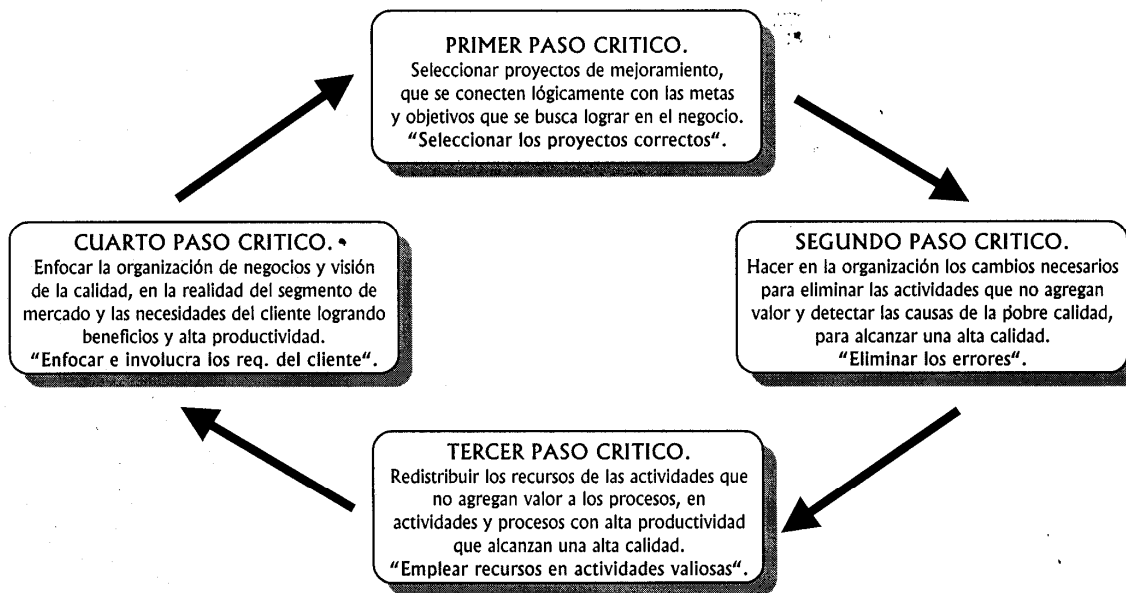 PRIMER PASO CRITICO.
Seleccionar proyectos de mejoramiento,
que se conecten lógicamente con las metas
y objetivos que se busca lograr en el negocio.
“Seleccionar los proyectos correctos“.
SEGUNDO PASO CRITICO.
Hacer en la organización los cambios necesarios
para eliminar las actividades que no agregan
valor y detectar las causas de la pobre calidad,
para alcanzar una alta calidad.
“Eliminar los errores“.
TERCER PASO CRITICO.
Redistribuir los recursos de las actividades que
no agregan valor a los procesos, en
actividades y procesos con alta productividad
que alcanzan una alta calidad.
“Emplear recursos en actividades valiosas“.
CUARTO PASO CRITICO.
Enfocar la organización de negocios y visión
de la calidad, en la realidad del segmento de
mercado y las necesidades del cliente logrando
beneficios y alta productividad.
“Enfocar e involucra los req. del cliente“.